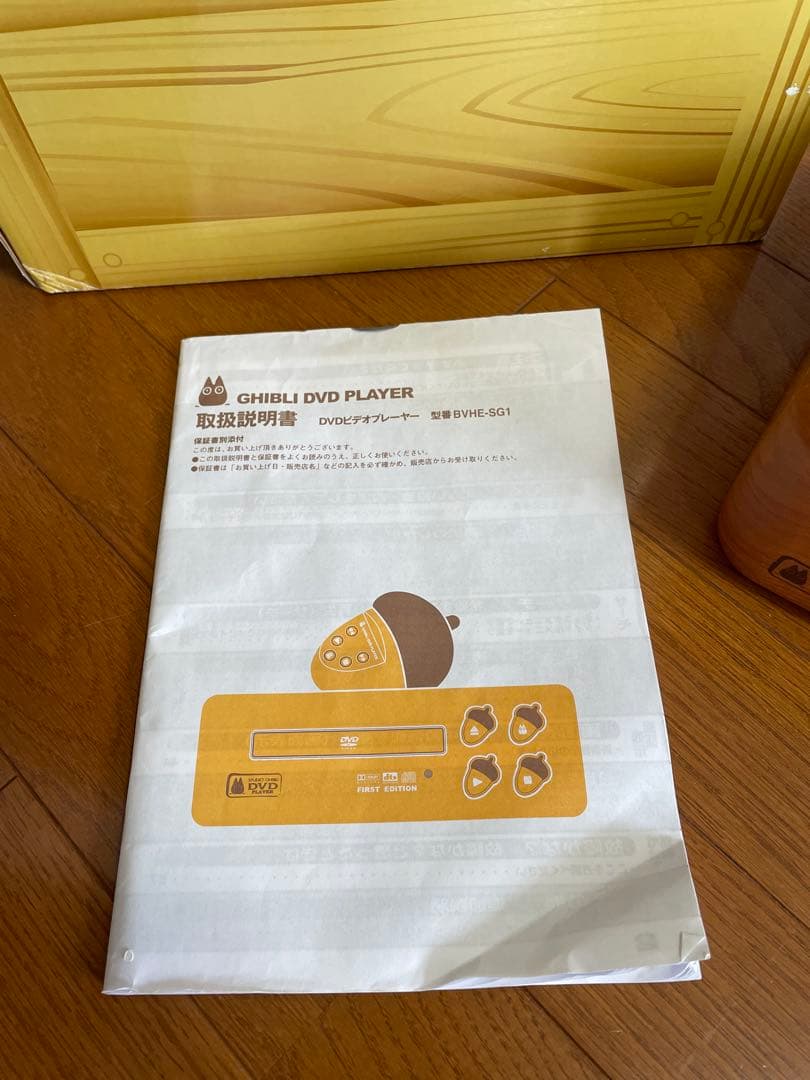 GHIBLI DVD PLAYER
取扱説明書 DVDビデオプレーヤー 型番 BVHE-SG1
保証書別添付
この度は、お買い上げ頂きありがとうございます。
●この取扱説明書と保証書をよくお読みのうえ、正しくお使いください。
●保証書は「お買い上げ日・販売店名」などの記入を必ず確かめ、販売店からお受け取りください。
DVD
STUDIO GHIBLI
DVD
PLAYER
dts
FIRST EDITION